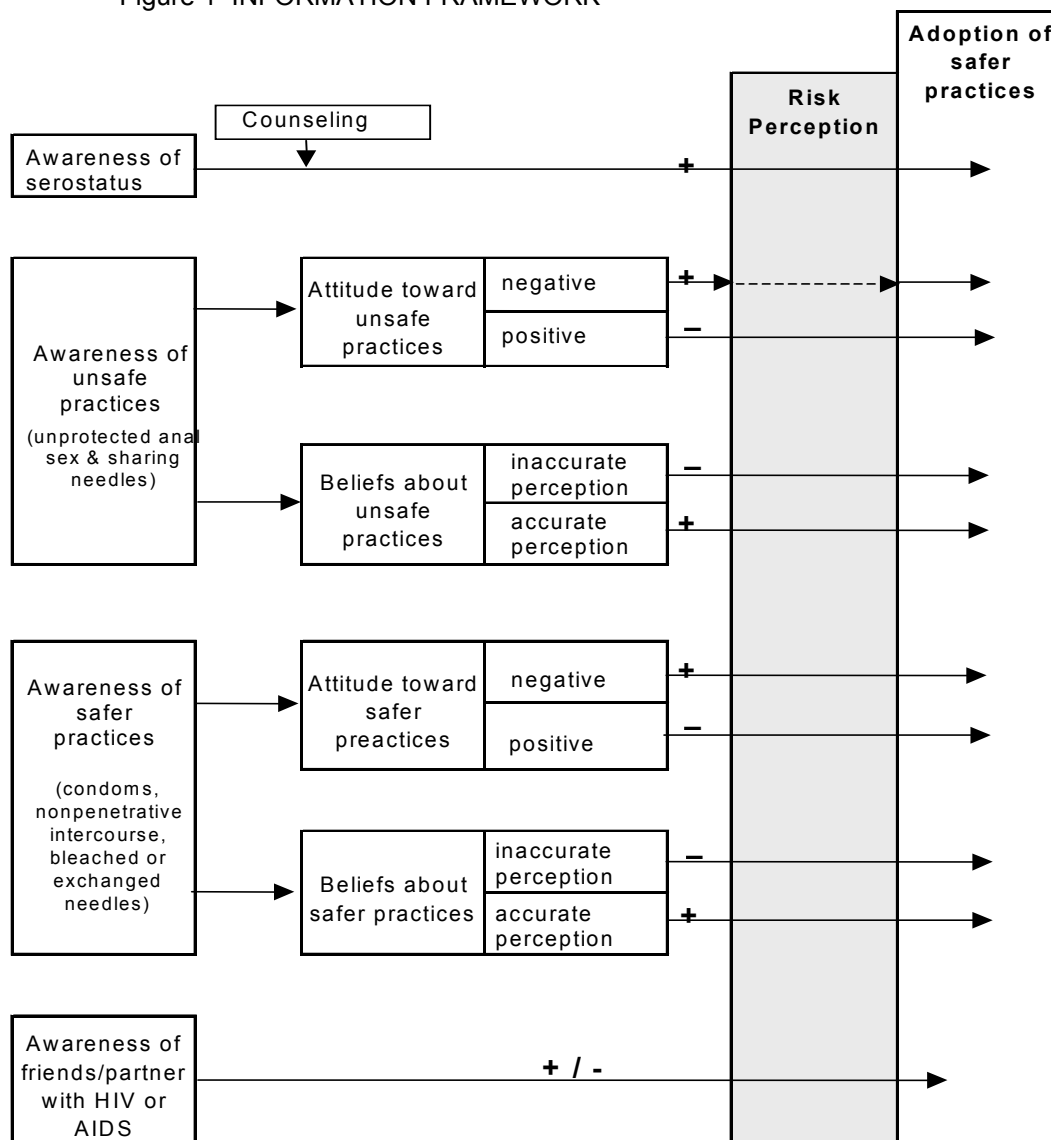 Figure 1 INFORMATION FRAMEWORK
Adoption of
safer
practices
Risk
Perception
Counseling
Awareness of
serostatus
+
Awareness of
unsafe
practices
(unprotected anal
sex & sharing
needles)
Attitude toward
unsafe
practices
negative
+
positive
–
Beliefs about
unsafe
practices
inaccurate
perception
–
accurate
perception
+
Awareness of
safer
practices
(condoms,
nonpenetrative
intercourse,
bleached or
exchanged
needles)
Attitude toward
safer
preactices
negative
+
positive
–
Beliefs about
safer practices
inaccurate
perception
–
accurate
perception
+
Awareness of
friends/partner
with HIV or
AIDS
+ / -